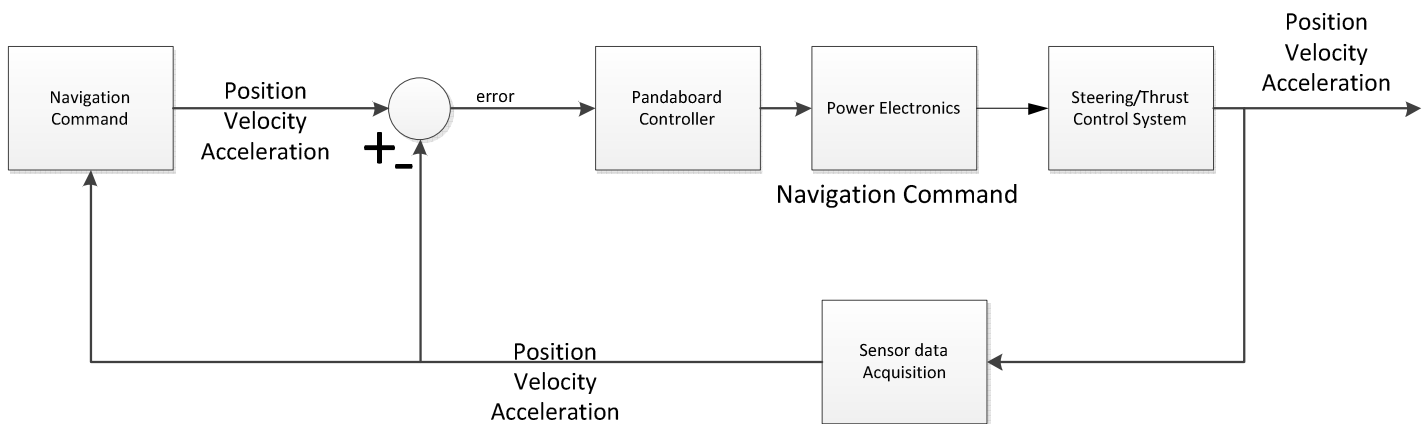 Position
Velocity
Acceleration
Navigation
Command
Position
Velocity
Acceleration
+
-
error
Pandaboard
Controller
Power Electronics
Steering/Thrust
Control System
Navigation Command
Position
Velocity
Acceleration
Sensor data
Acquisition